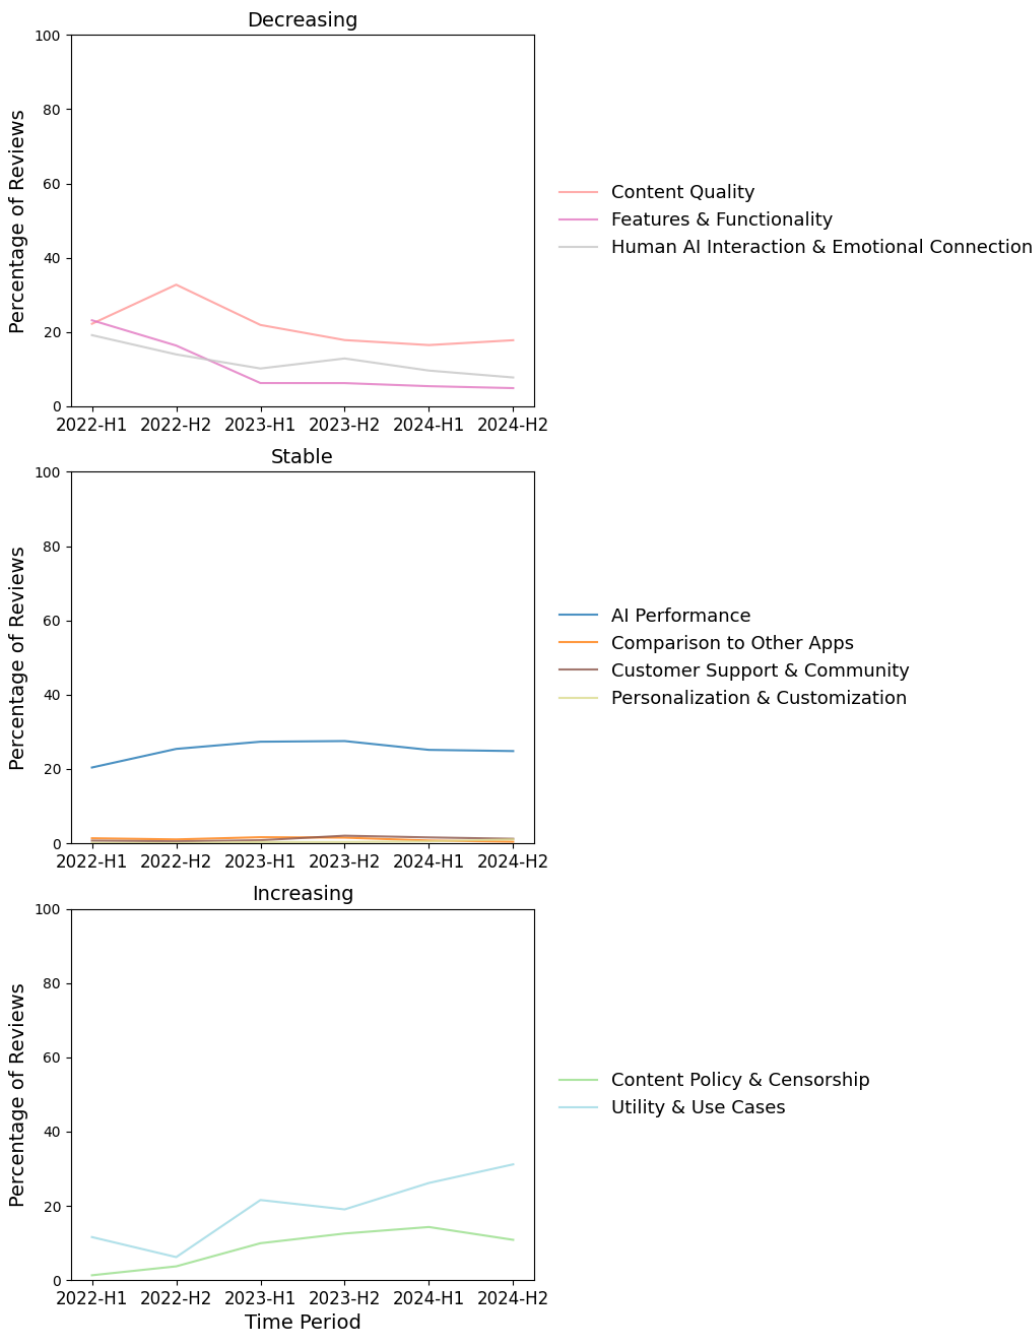 Decreasing
100
80
60
40
20
0
Percentage of Reviews
2022-H1 2022-H2 2023-H1 2023-H2 2024-H1 2024-H2
Content Quality
Features & Functionality
Human AI Interaction & Emotional Connection
Stable
100
80
60
40
20
0
Percentage of Reviews
2022-H1 2022-H2 2023-H1 2023-H2 2024-H1 2024-H2
AI Performance
Comparison to Other Apps
Customer Support & Community
Personalization & Customization
Increasing
100
80
60
40
20
0
Percentage of Reviews
2022-H1 2022-H2 2023-H1 2023-H2 2024-H1 2024-H2
Time Period
Content Policy & Censorship
Utility & Use Cases